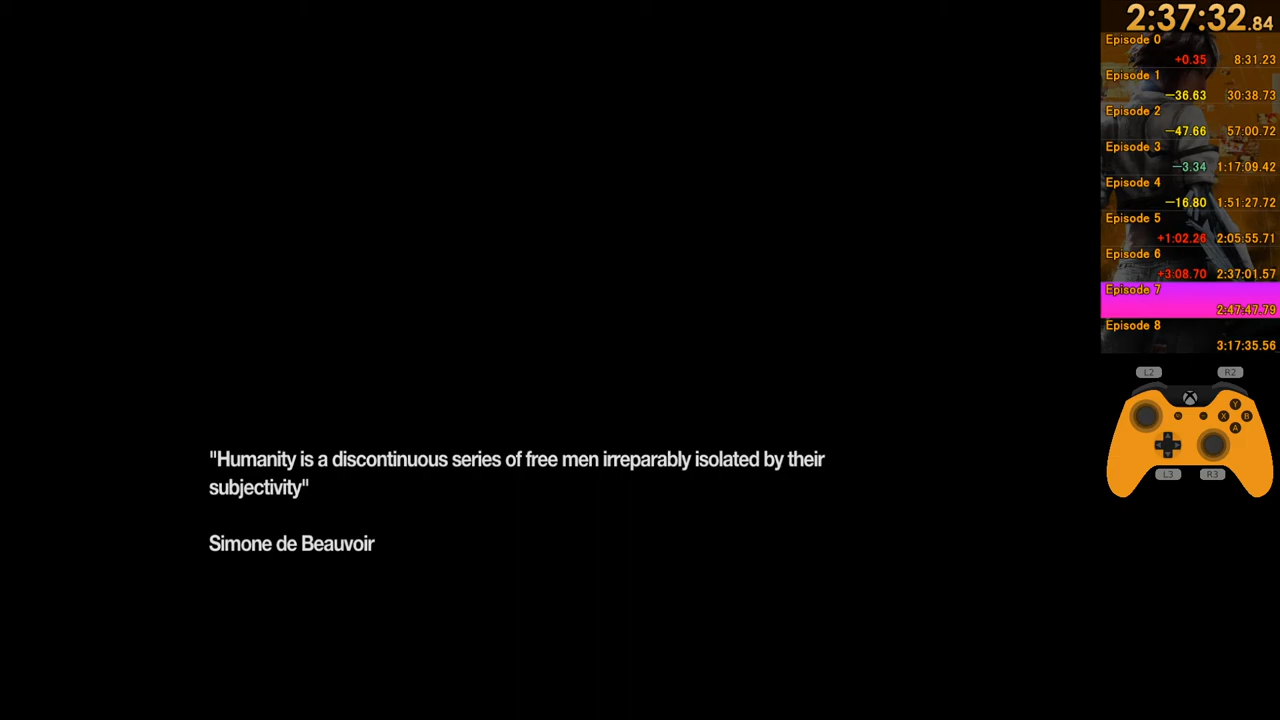 2:37:32.84
Episode 0
+0.35 8:31.23
Episode 1
−36.63 30:38.73
Episode 2
−47.66 57:00.72
Episode 3
−3.34 1:17:09.42
Episode 4
−16.80 1:51:27.72
Episode 5
+1:02.26 2:05:55.71
Episode 6
+3:08.70 2:37:01.57
Episode 7
2:47:47.79
Episode 8
3:17:35.56
L2 R2
Y
X B
A
L3 R3
"Humanity is a discontinuous series of free men irreparably isolated by their
subjectivity"
Simone de Beauvoir